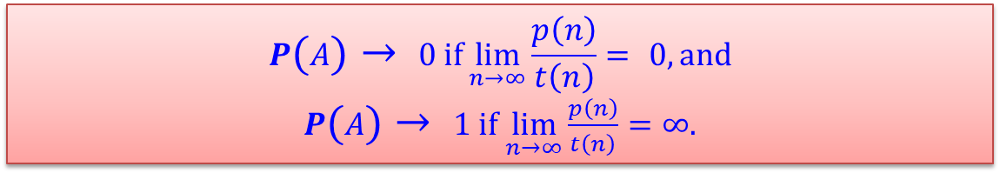 P(A) → 0 if lim_{n→∞} p(n)/t(n) = 0, and
P(A) → 1 if lim_{n→∞} p(n)/t(n) = ∞.